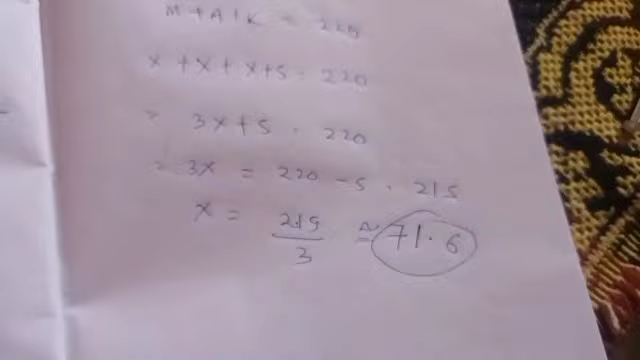 M + A + K = 220
x + x + x + 5 = 220
= 3x + 5 = 220
= 3x = 220 - 5 = 215
x = 215/3 ≅ 71.6